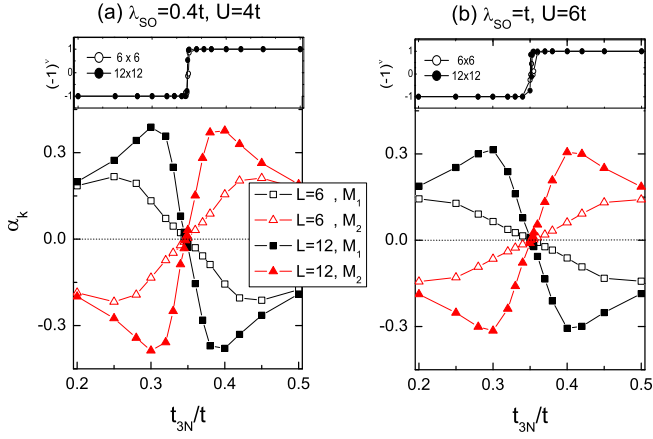 (a) λSO=0.4t, U=4t
(-1)^ν
1
0
-1
6 x 6
12x12
αk
0.3
0.0
-0.3
0.2 0.3 0.4 0.5
t3N/t
L=6 , M1
L=6 , M2
L=12, M1
L=12, M2
(b) λSO=t, U=6t
(-1)^ν
1
0
-1
6x6
12x12
0.3
0.0
-0.3
0.2 0.3 0.4 0.5
t3N/t